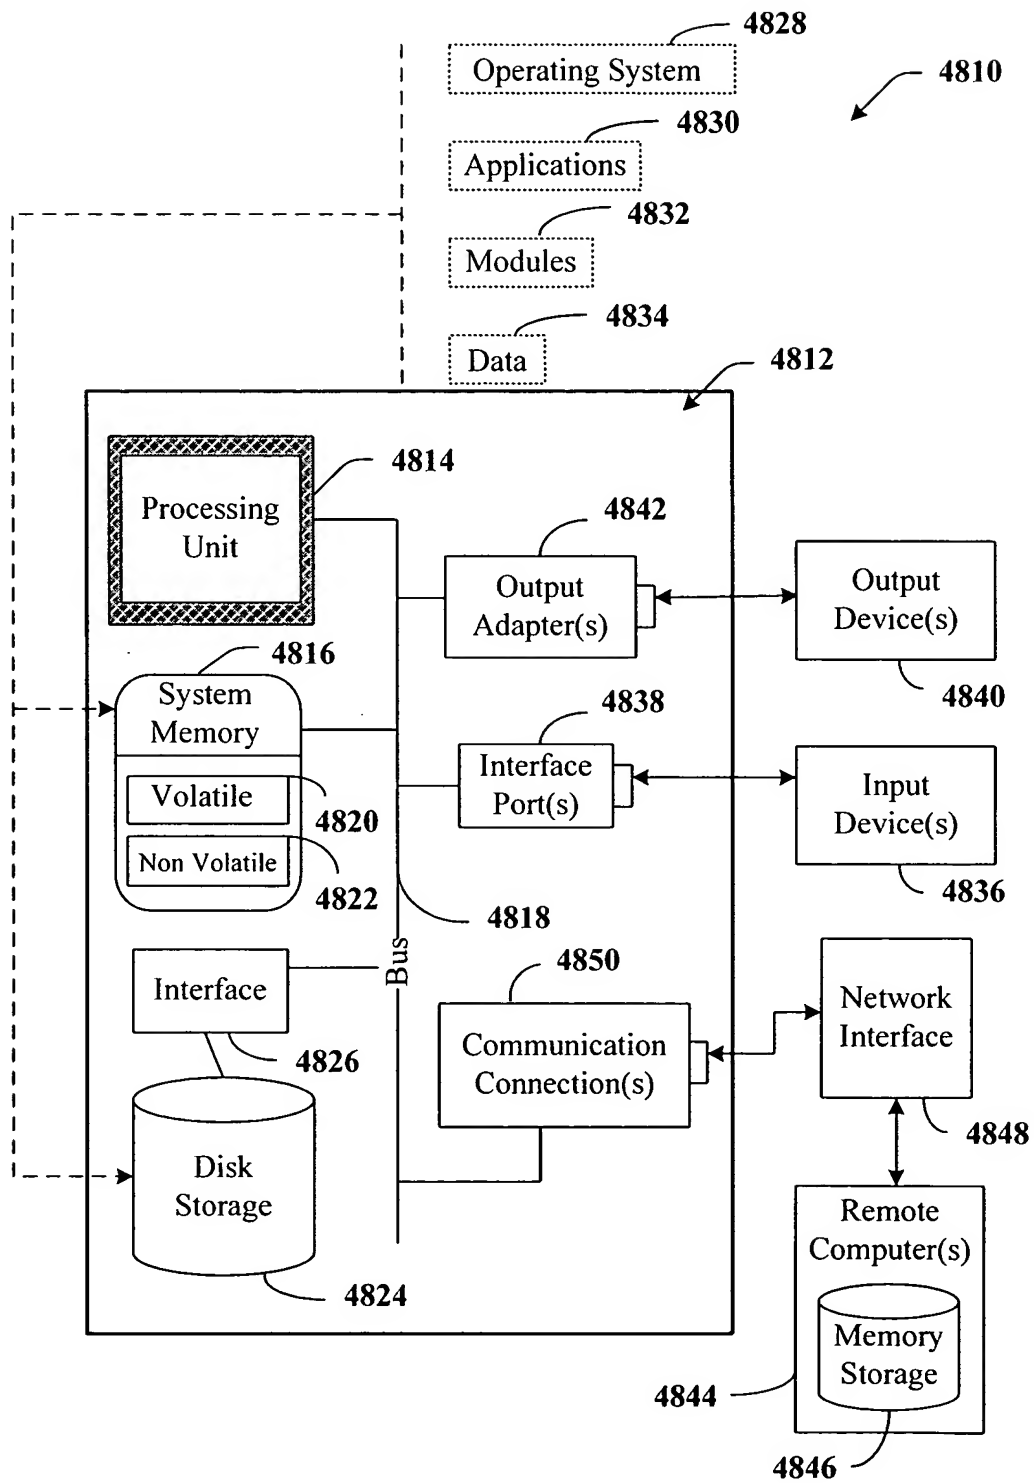 4828
Operating System
4810
4830
Applications
4832
Modules
4834
Data
4812
4814
Processing
Unit
4842
Output
Adapter(s)
Output
Device(s)
4840
4816
System
Memory
Volatile
4820
Non Volatile
4822
4838
Interface
Port(s)
Input
Device(s)
4836
4818
Bus
Interface
4826
4850
Communication
Connection(s)
Network
Interface
4848
Disk
Storage
4824
Remote
Computer(s)
Memory
Storage
4844
4846